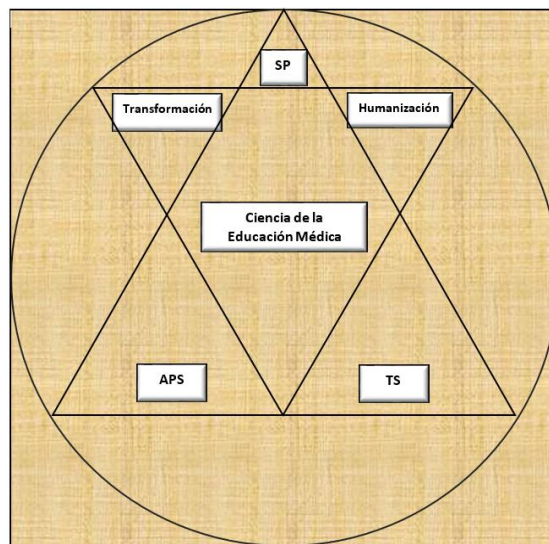 SP
Transformación
Humanización
Ciencia de la
Educación Médica
APS
TS